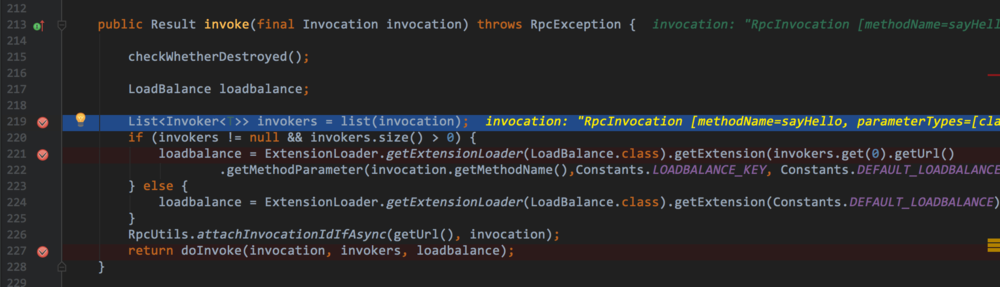 212
213 public Result invoke(final Invocation invocation) throws RpcException { invocation: "RpcInvocation [methodName=sayHell
214
215 checkWhetherDestroyed();
216
217 LoadBalance loadbalance;
218
219 List<Invoker<T>> invokers = list(invocation); invocation: "RpcInvocation [methodName=sayHello, parameterTypes=[cla
220 if (invokers != null && invokers.size() > 0) {
221 loadbalance = ExtensionLoader.getExtensionLoader(LoadBalance.class).getExtension(invokers.get(0).getUrl()
222 .getMethodParameter(invocation.getMethodName(),Constants.LOADBALANCE_KEY, Constants.DEFAULT_LOADBALANCE
223 } else {
224 loadbalance = ExtensionLoader.getExtensionLoader(LoadBalance.class).getExtension(Constants.DEFAULT_LOADBALANCE)
225 }
226 RpcUtils.attachInvocationIdIfAsync(getUrl(), invocation);
227 return doInvoke(invocation, invokers, loadbalance);
228 }
229